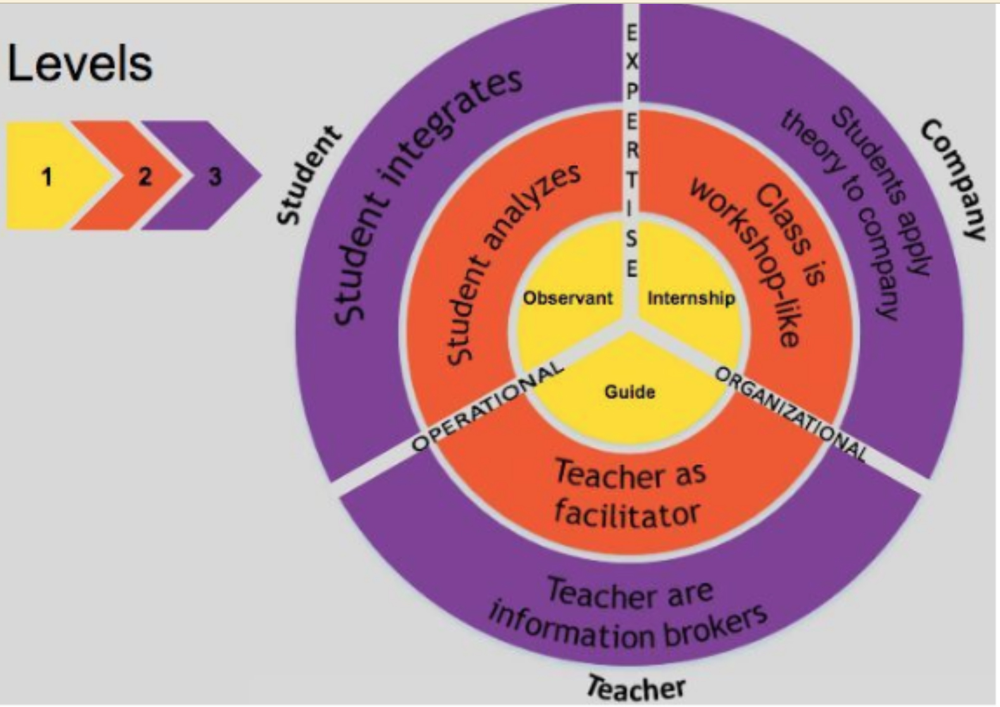 Levels
1
2
3
Student
Company
Teacher
EXPERTISE
OPERATIONAL
ORGANIZATIONAL
Student integrates
Student analyzes
Observant
Students apply
theory to company
Class is
workshop-like
Internship
Guide
Teacher as
facilitator
Teacher are
information brokers